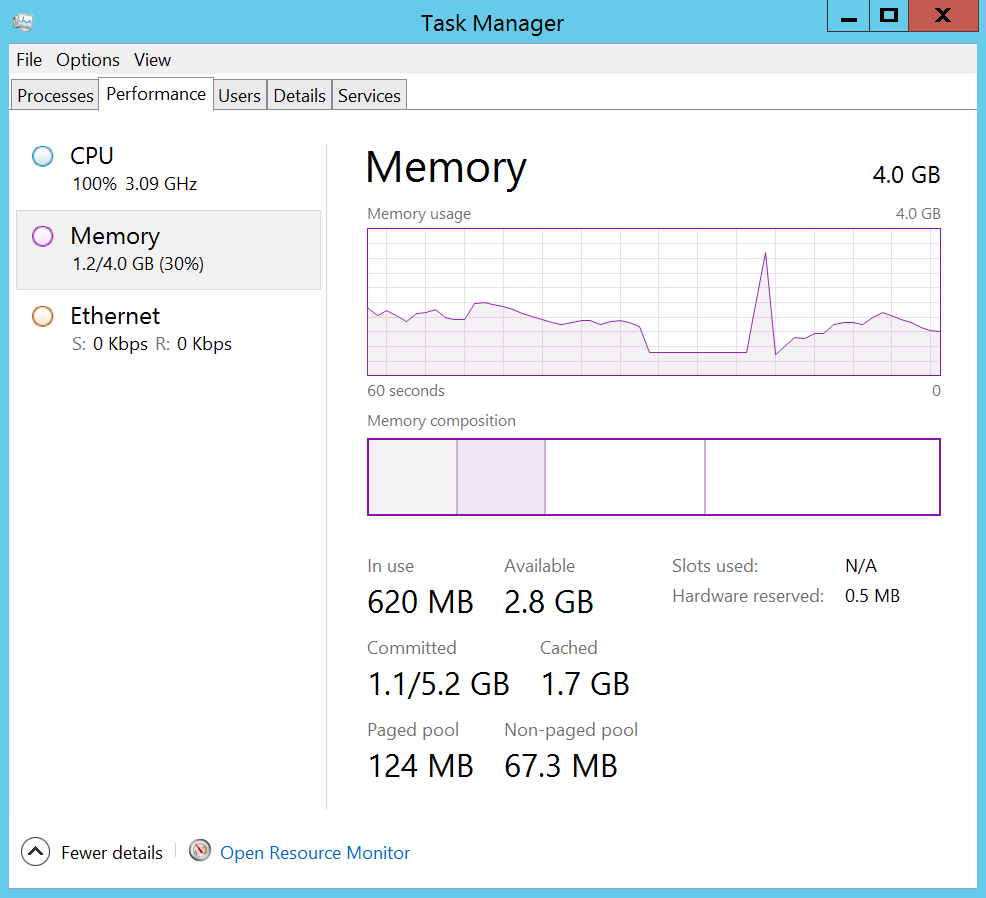 Task Manager
File Options View
Processes Performance Users Details Services
CPU
100% 3.09 GHz
Memory
1.2/4.0 GB (30%)
Ethernet
S: 0 Kbps R: 0 Kbps
Memory 4.0 GB
Memory usage 4.0 GB
60 seconds 0
Memory composition
In use Available Slots used: N/A
620 MB 2.8 GB Hardware reserved: 0.5 MB
Committed Cached
1.1/5.2 GB 1.7 GB
Paged pool Non-paged pool
124 MB 67.3 MB
Fewer details Open Resource Monitor